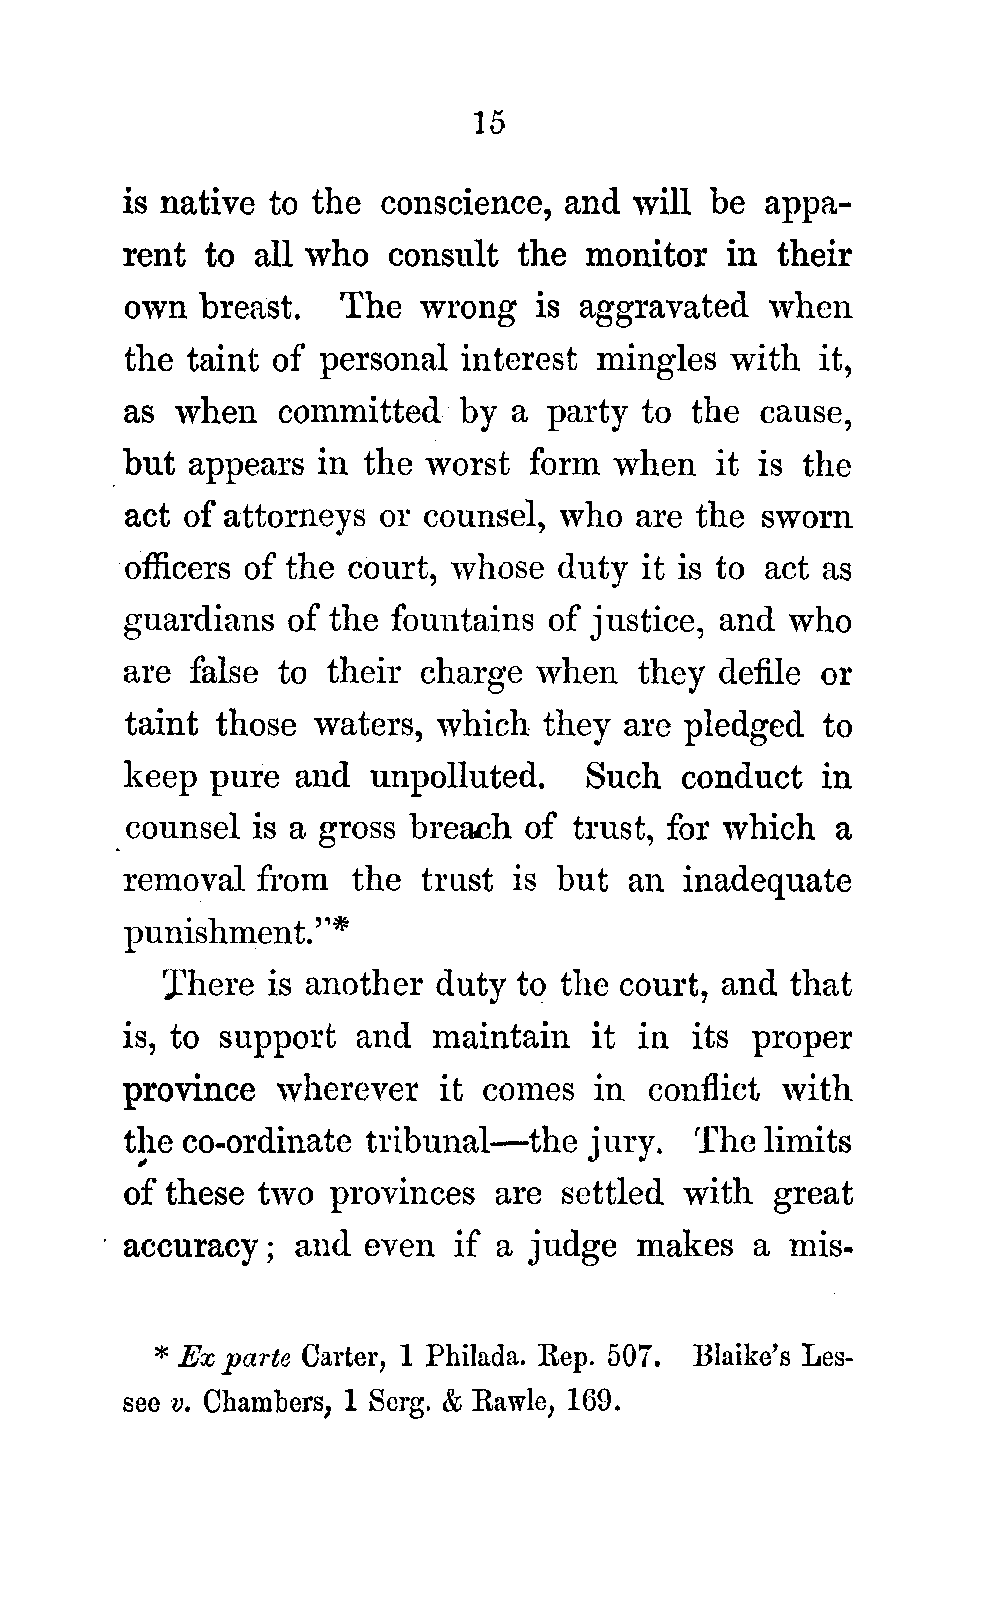 15
is native to the conscience, and will be appa-
rent to all who consult the monitor in their
own breast. The wrong is aggravated when
the taint of personal interest mingles with it,
as when committed by a party to the cause,
but appears in the worst form when it is the
act of attorneys or counsel, who are the sworn
officers of the court, whose duty it is to act as
guardians of the fountains of justice, and who
are false to their charge when they defile or
taint those waters, which they are pledged to
keep pure and unpolluted. Such conduct in
counsel is a gross breach of trust, for which a
removal from the trust is but an inadequate
punishment."*
There is another duty to the court, and that
is, to support and maintain it in its proper
province wherever it comes in conflict with
the co-ordinate tribunal—the jury. The limits
of these two provinces are settled with great
accuracy; and even if a judge makes a mis-
* Ex parte Carter, 1 Philada. Rep. 507. Blaike's Les-
see v. Chambers, 1 Serg. & Rawle, 169.